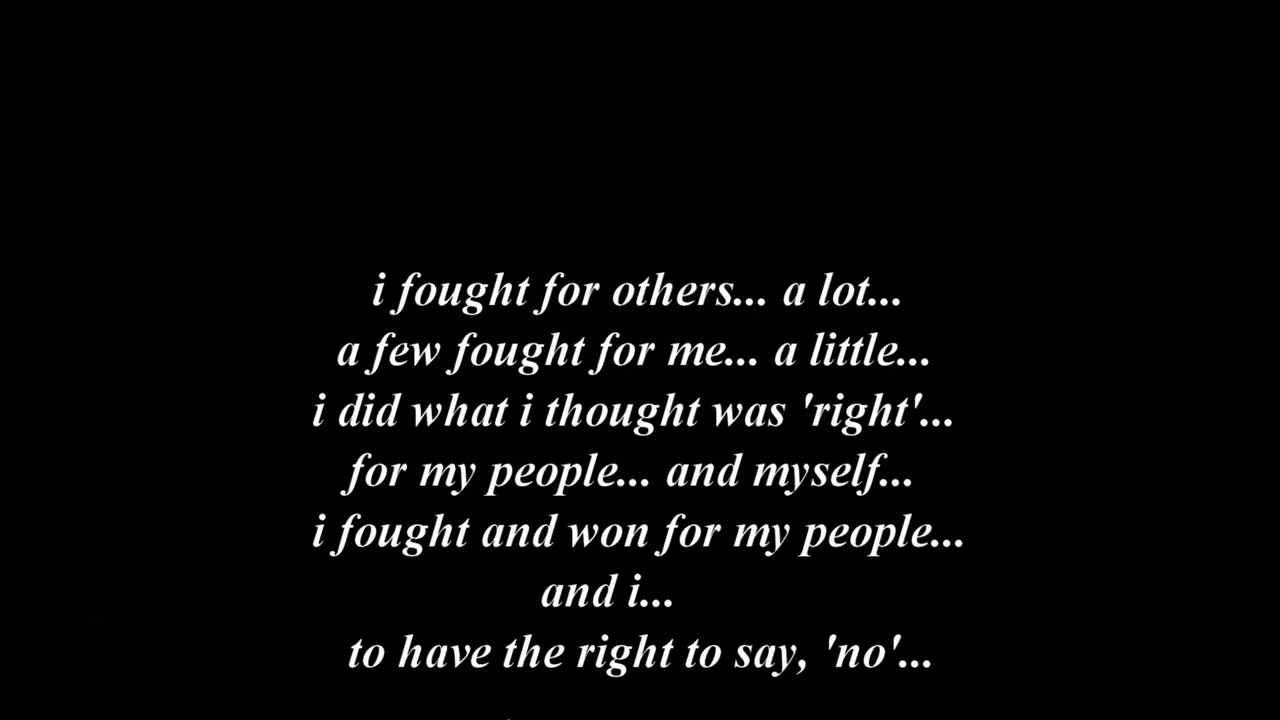 i fought for others... a lot...
a few fought for me... a little...
i did what i thought was 'right'...
for my people... and myself...
i fought and won for my people...
and i...
to have the right to say, 'no'...